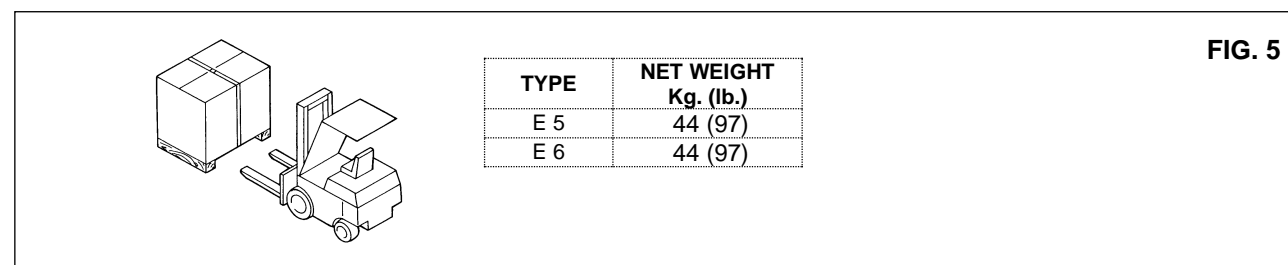 FIG. 5
TYPE NET WEIGHT
Kg. (lb.)
E 5 44 (97)
E 6 44 (97)